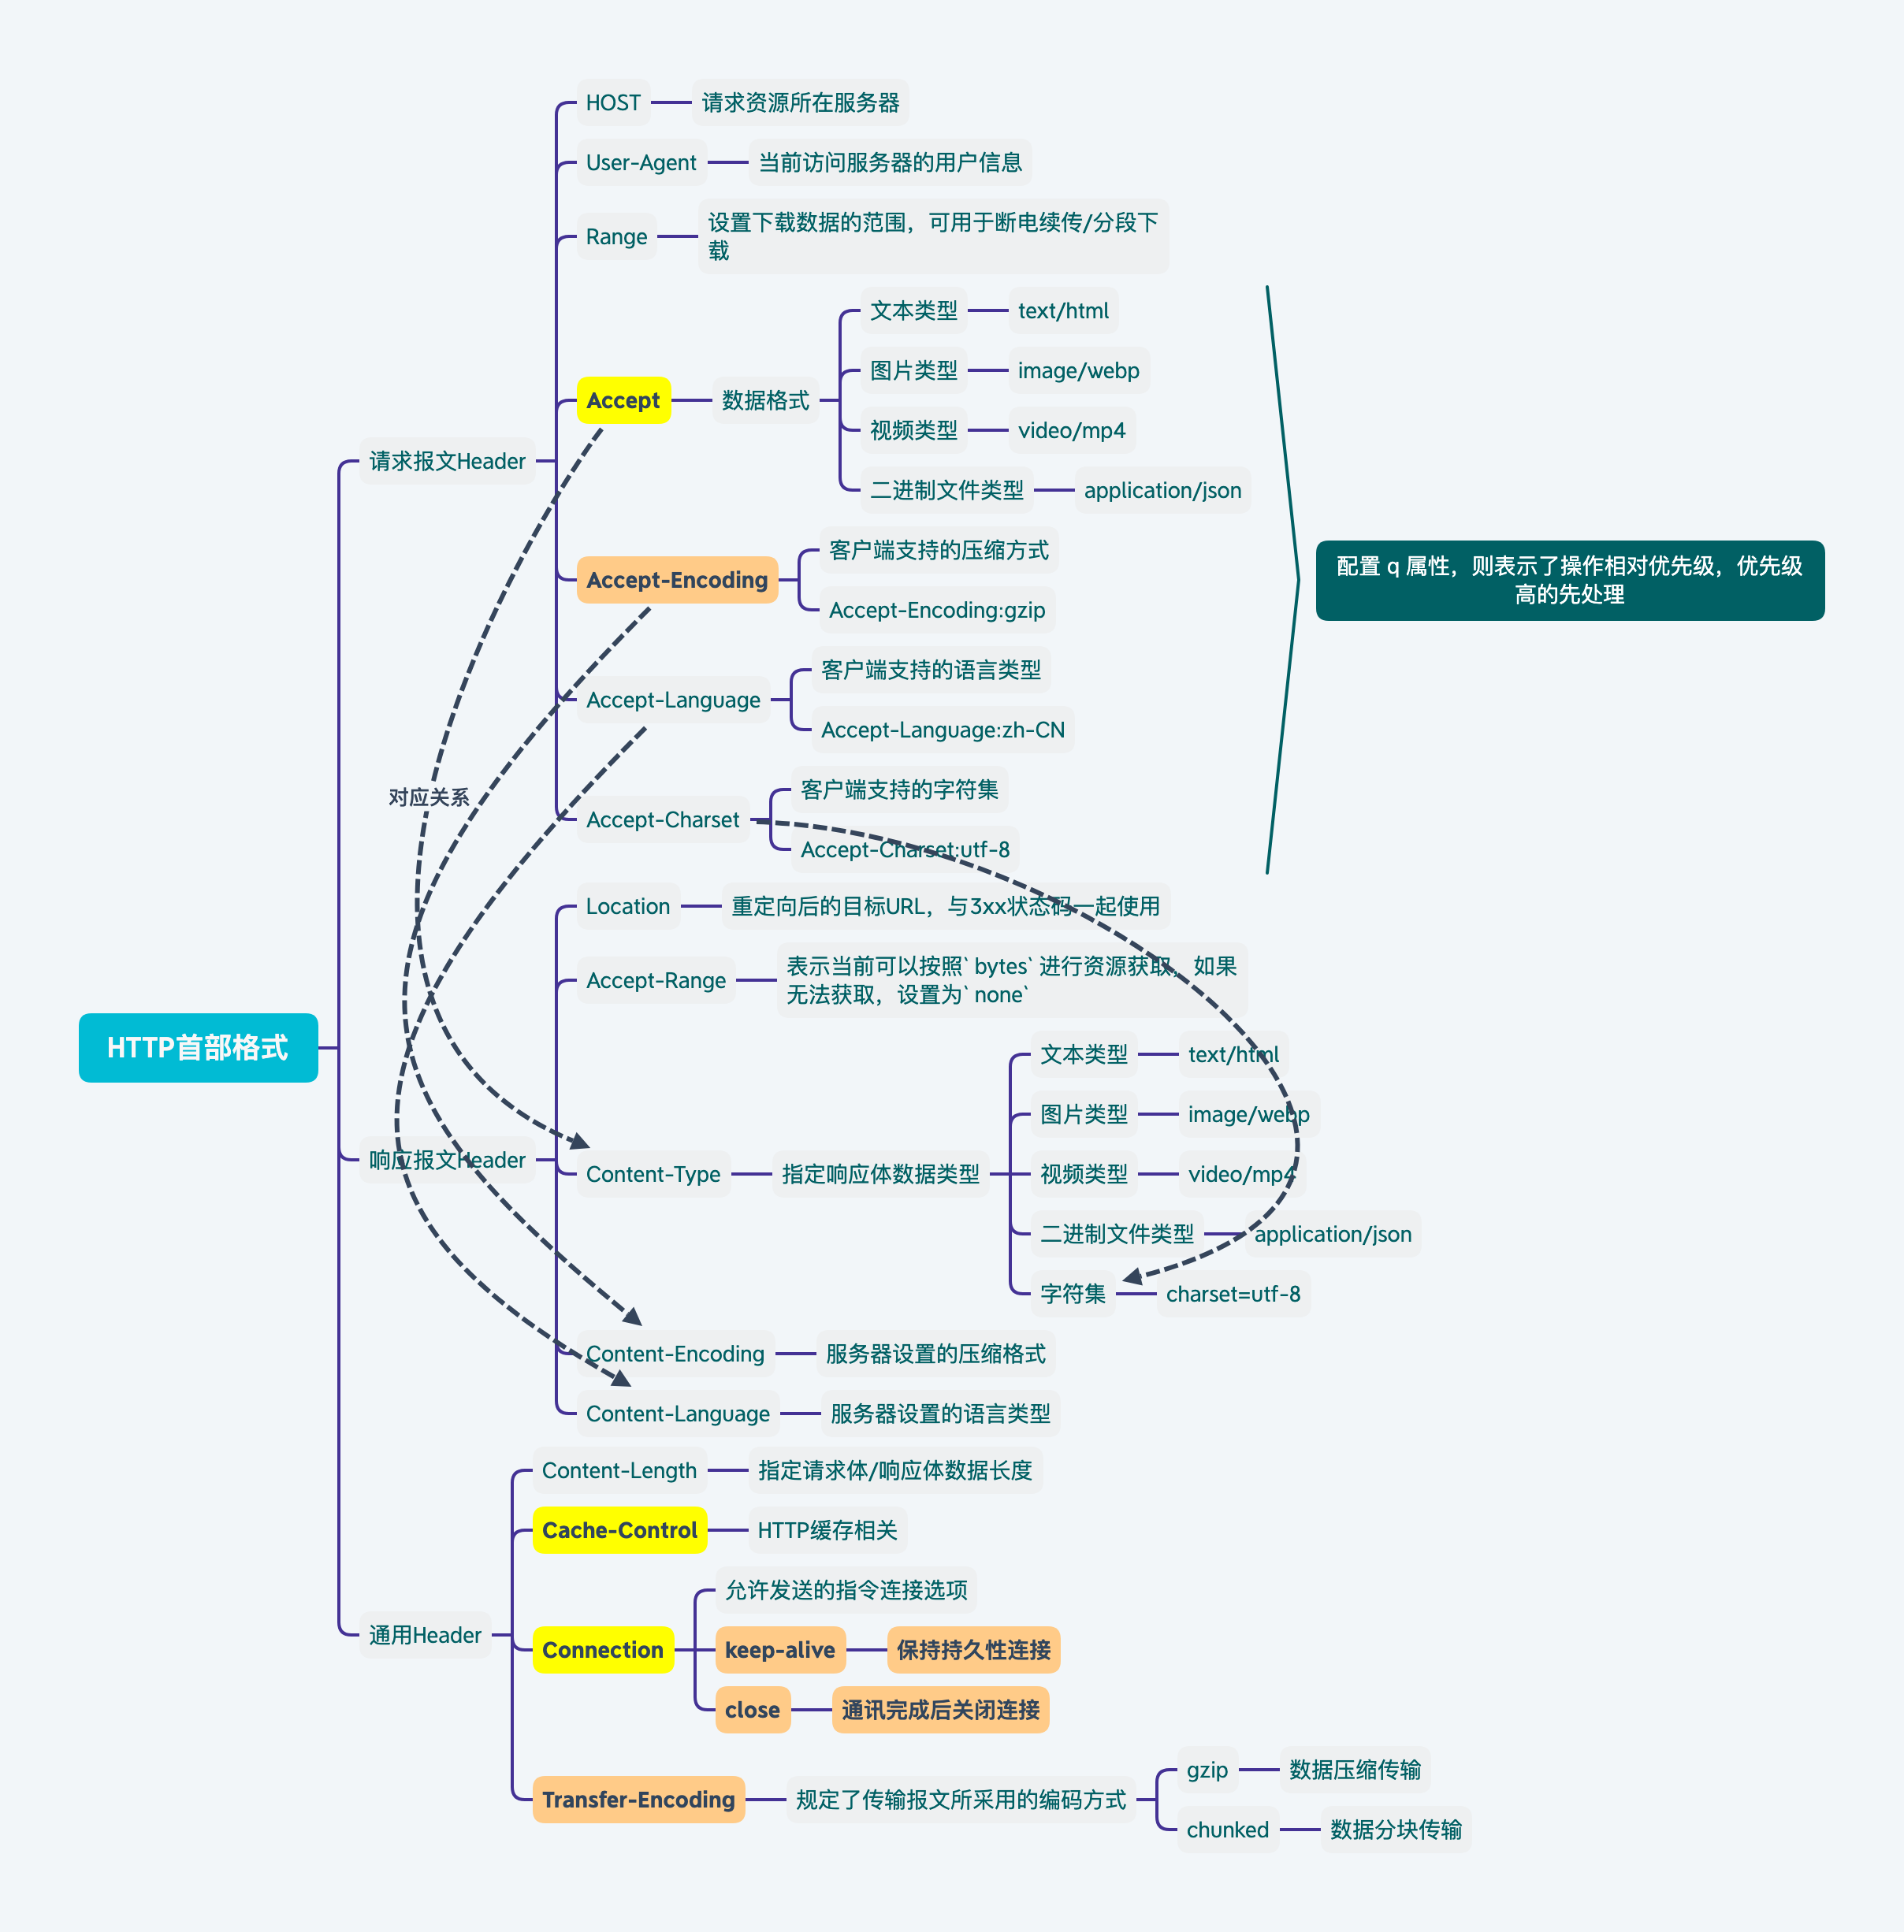 HOST
请求资源所在服务器
User-Agent
当前访问服务器的用户信息
Range
设置下载数据的范围，可用于断电续传/分段下
载
文本类型
text/html
图片类型
image/webp
Accept
数据格式
视频类型
video/mp4
请求报文Header
二进制文件类型
application/json
客户端支持的压缩方式
Accept-Encoding
Accept-Encoding:gzip
配置 q 属性，则表示了操作相对优先级，优先级
高的先处理
客户端支持的语言类型
Accept-Language
Accept-Language:zh-CN
对应关系
客户端支持的字符集
Accept-Charset
Accept-Charset:utf-8
Location
重定向后的目标URL，与3xx状态码一起使用
Accept-Range
表示当前可以按照`bytes`进行资源获取，如果
无法获取，设置为`none`
HTTP首部格式
文本类型
text/html
图片类型
image/webp
响应报文Header
Content-Type
指定响应体数据类型
视频类型
video/mp4
二进制文件类型
application/json
字符集
charset=utf-8
Content-Encoding
服务器设置的压缩格式
Content-Language
服务器设置的语言类型
Content-Length
指定请求体/响应体数据长度
Cache-Control
HTTP缓存相关
通用Header
允许发送的指令连接选项
Connection
keep-alive
保持持久性连接
close
通讯完成后关闭连接
Transfer-Encoding
规定了传输报文所采用的编码方式
gzip
数据压缩传输
chunked
数据分块传输